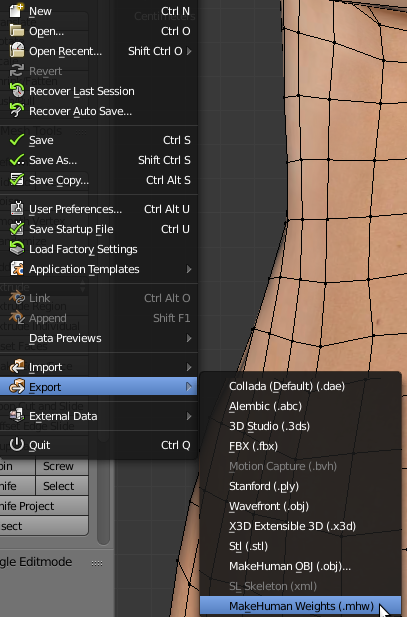 Centimeters
New Ctrl N
Open... Ctrl O
Open Recent... Shift Ctrl O
Revert
Recover Last Session
Recover Auto Save...
Save Ctrl S
Save As... Shift Ctrl S
Save Copy... Ctrl Alt S
User Preferences... Ctrl Alt U
Save Startup File Ctrl U
Load Factory Settings
Application Templates
Link Ctrl Alt O
Append Shift F1
Data Previews
Import
Export
External Data
Quit Ctrl Q
Collada (Default) (.dae)
Alembic (.abc)
3D Studio (.3ds)
FBX (.fbx)
Motion Capture (.bvh)
Stanford (.ply)
Wavefront (.obj)
X3D Extensible 3D (.x3d)
Stl (.stl)
MakeHuman OBJ (.obj)...
SL Skeleton (xml)
MakeHuman Weights (.mhw)
pin Screw
nife Select
nife Project
sect
gle Editmode